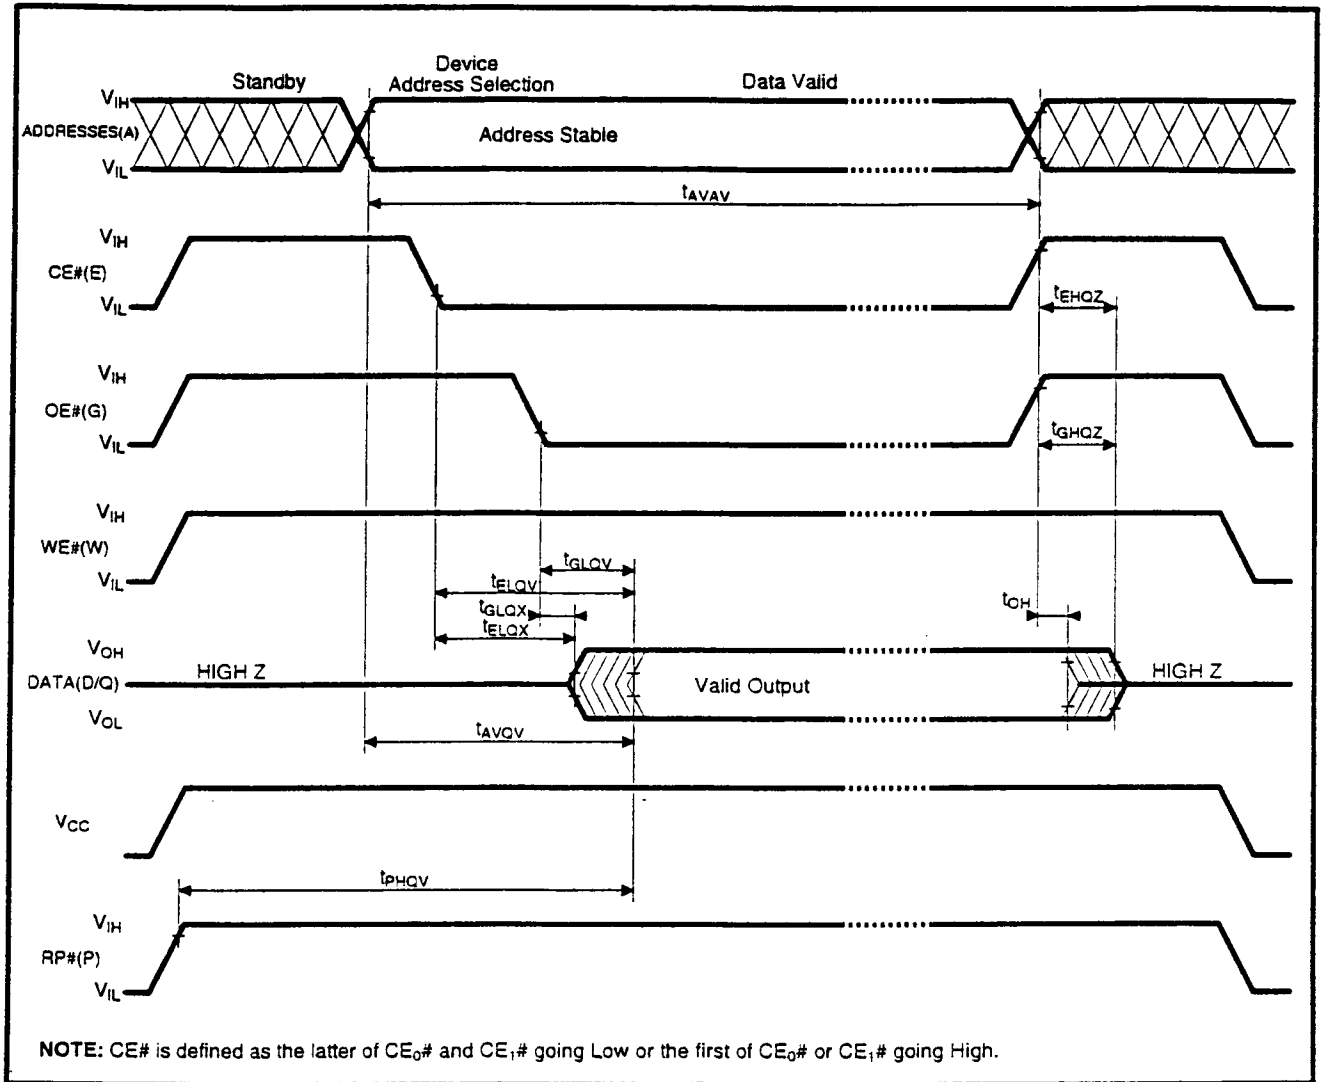 Standby
Device
Address Selection
Data Valid
VIH
ADDRESSES(A)
VIL
Address Stable
tAVAV
VIH
CE#(E)
VIL
tEHQZ
VIH
OE#(G)
VIL
tGHQZ
VIH
WE#(W)
VIL
tGLQV
tELQV
tGLQX
tELQX
tOH
VOH
DATA(D/Q)
VOL
HIGH Z
Valid Output
HIGH Z
tAVQV
VCC
tPHQV
VIH
RP#(P)
VIL
NOTE: CE# is defined as the latter of CE0# and CE1# going Low or the first of CE0# or CE1# going High.